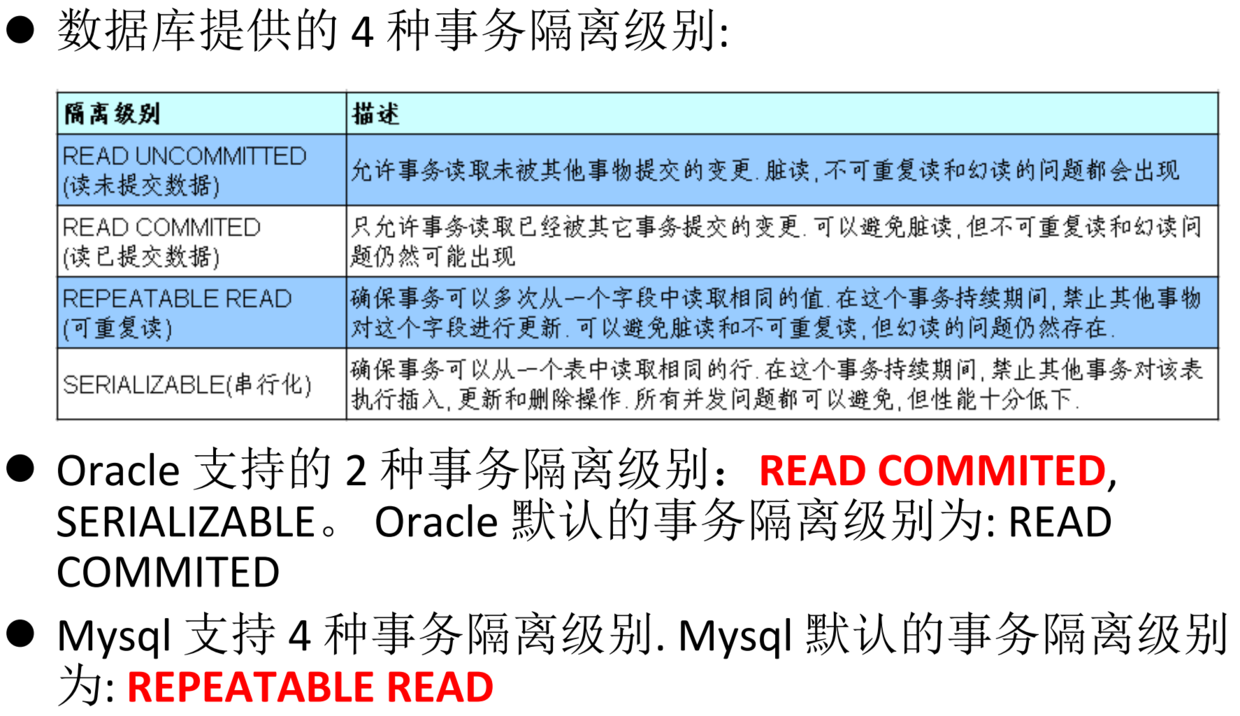 ● 数据库提供的 4 种事务隔离级别:
隔离级别
描述
READ UNCOMMITTED
(读未提交数据)
允许事务读取未被其他事物提交的变更.脏读,不可重复读和幻读的问题都会出现
READ COMMITED
(读已提交数据)
只允许事务读取已经被其它事务提交的变更.可以避免脏读,但不可重复读和幻读问
题仍然可能出现
REPEATABLE READ
(可重复读)
确保事务可以多次从一个字段中读取相同的值.在这个事务持续期间,禁止其他事物
对这个字段进行更新.可以避免脏读和不可重复读,但幻读的问题仍然存在.
SERIALIZABLE(串行化)
确保事务可以从一个表中读取相同的行.在这个事务持续期间,禁止其他事务对该表
执行插入,更新和删除操作.所有并发问题都可以避免,但性能十分低下.
● Oracle 支持的 2 种事务隔离级别：READ COMMITED,
SERIALIZABLE。 Oracle 默认的事务隔离级别为: READ
COMMITED
● Mysql 支持 4 种事务隔离级别. Mysql 默认的事务隔离级别
为: REPEATABLE READ